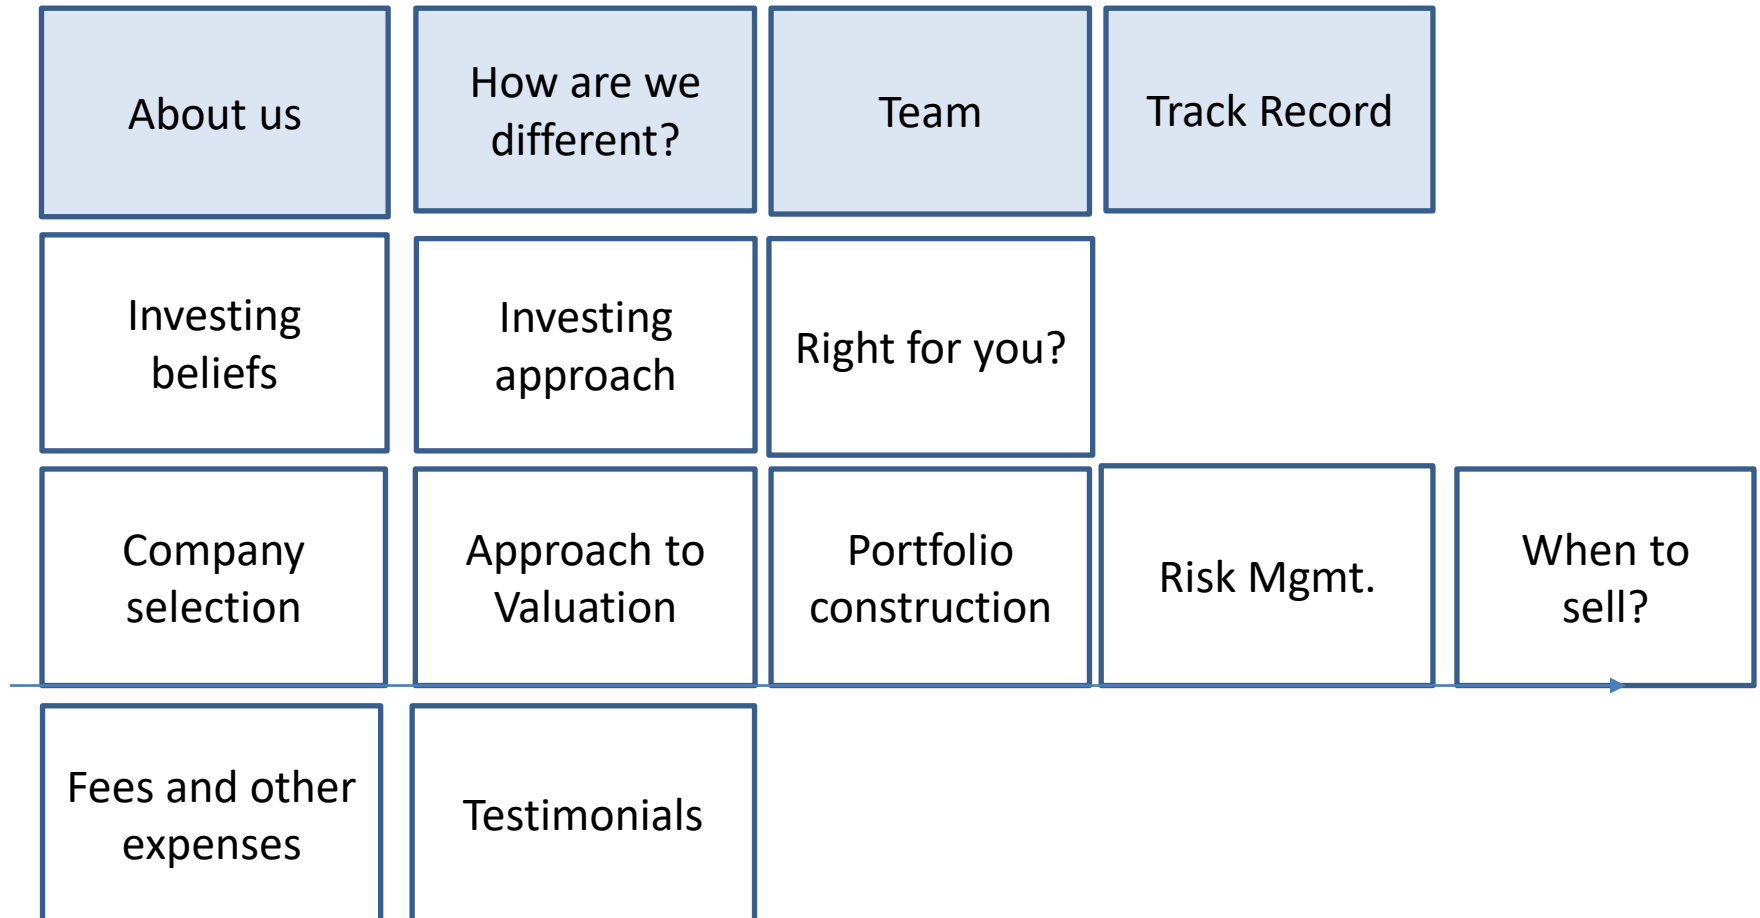 About us
How are we
different?
Team
Track Record
Investing
beliefs
Investing
approach
Right for you?
Company
selection
Approach to
Valuation
Portfolio
construction
Risk Mgmt.
When to
sell?
Fees and other
expenses
Testimonials